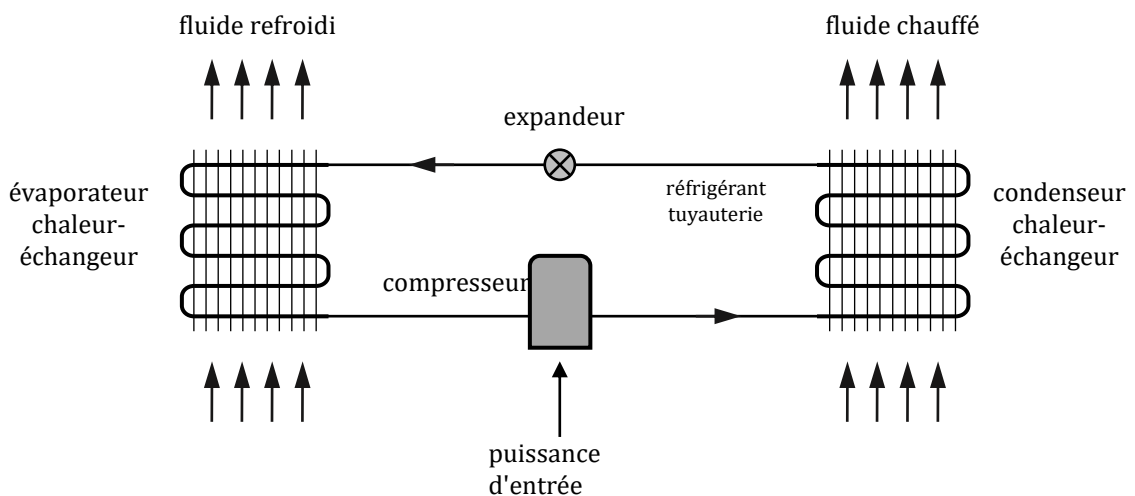 fluide refroidi
fluide chauffé
expandeur
évaporateur
chaleur-
échangeur
réfrigérant
tuyauterie
condenseur
chaleur-
échangeur
compresseur
puissance
d'entrée